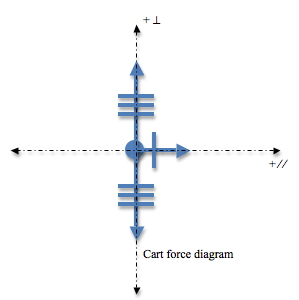 + ⊥
+ //
Cart force diagram